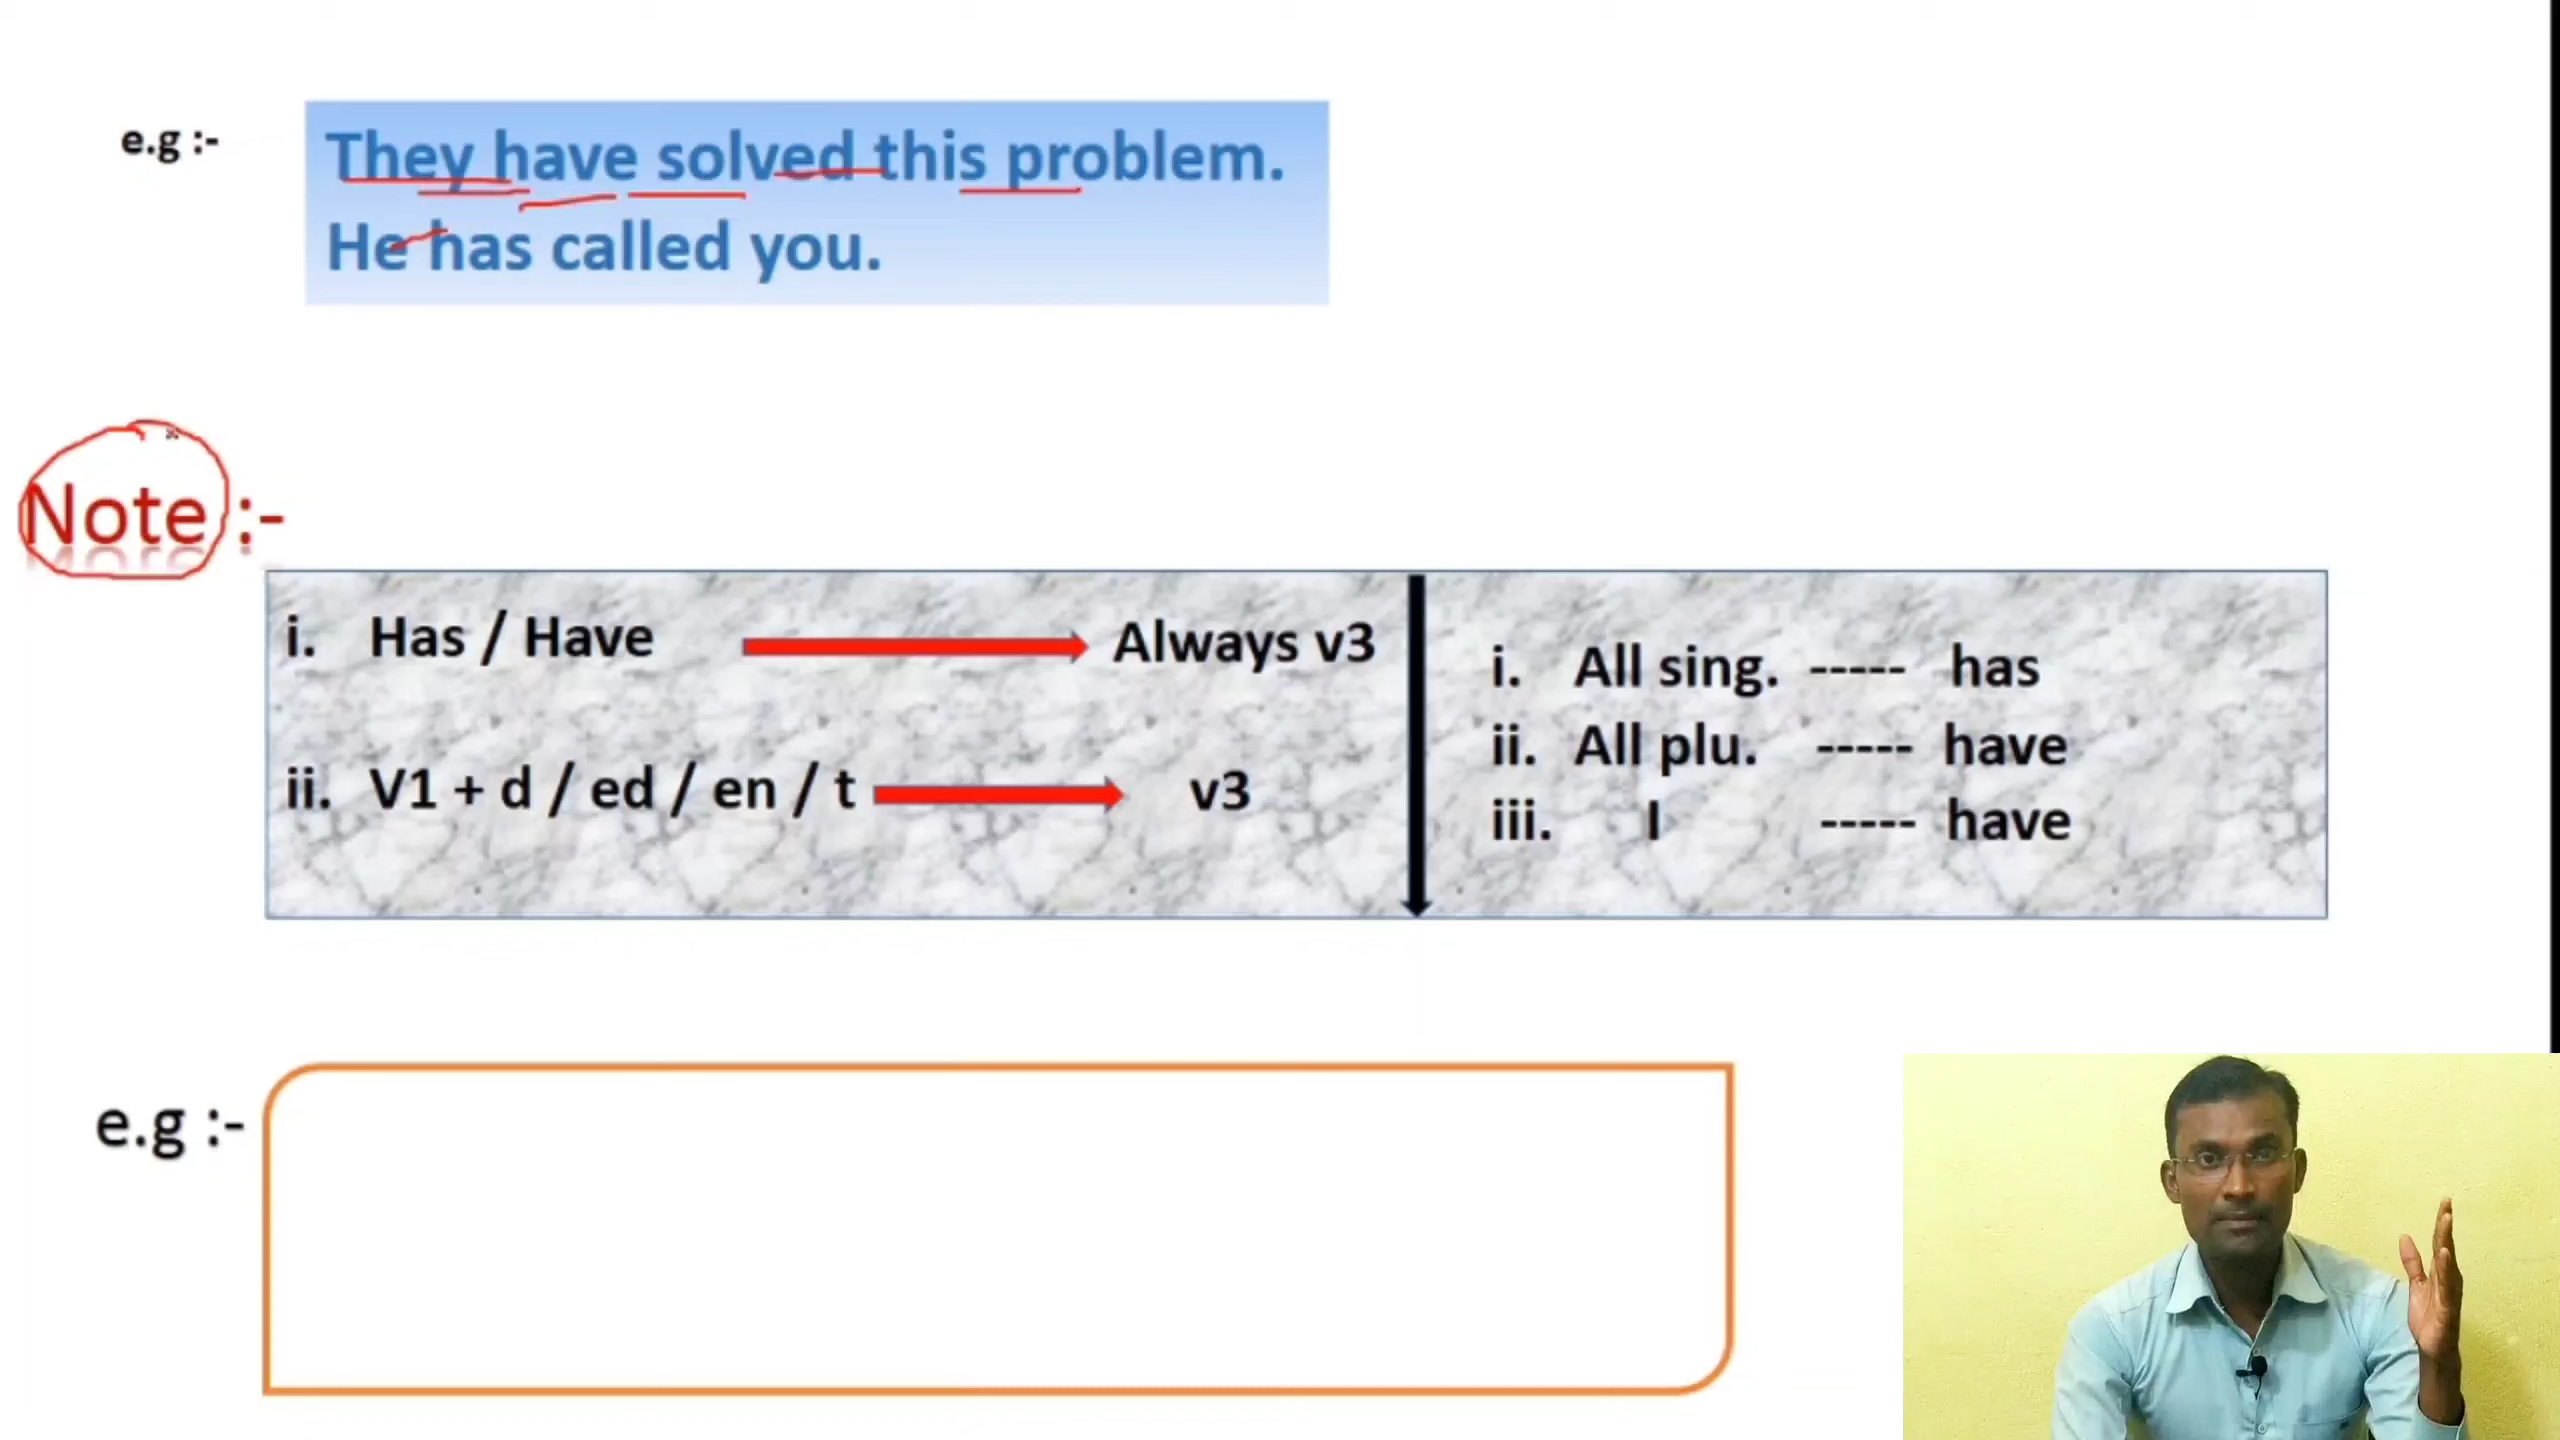 e.g :-
They have solved this problem.
He has called you.
Note :-
i. Has / Have Always v3
ii. V1 + d / ed / en / t v3
i. All sing. ----- has
ii. All plu. ----- have
iii. I ----- have
e.g :-